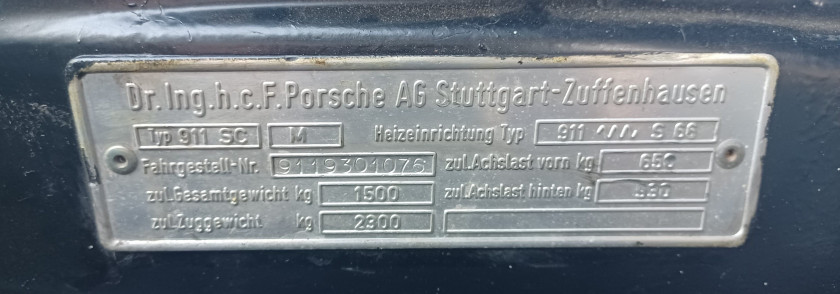 Dr. Ing. h.c. F. Porsche AG Stuttgart-Zuffenhausen
Typ 911 SC M Heizeinrichtung Typ 911 S 66
Fahrgestell-Nr. 9119301076 zul. Achslast vorn kg 650
zul. Gesamtgewicht kg 1500 zul. Achslast hinten kg
zul. Zuggewicht kg 2300